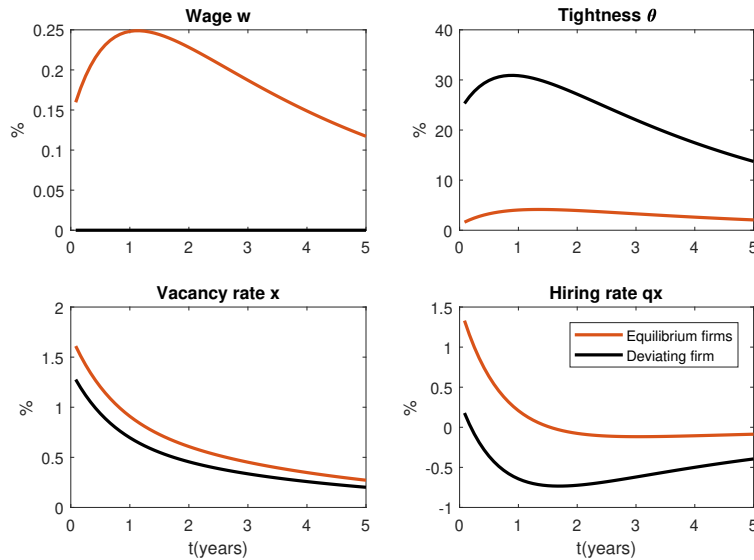 Wage w
0.25
0.2
0.15
0.1
0.05
0
%
0 1 2 3 4 5
Tightness θ
40
30
20
10
0
%
0 1 2 3 4 5
Vacancy rate x
2
1.5
1
0.5
0
%
0 1 2 3 4 5
t(years)
Hiring rate qx
1.5
1
0.5
0
-0.5
-1
%
Equilibrium firms
Deviating firm
0 1 2 3 4 5
t(years)